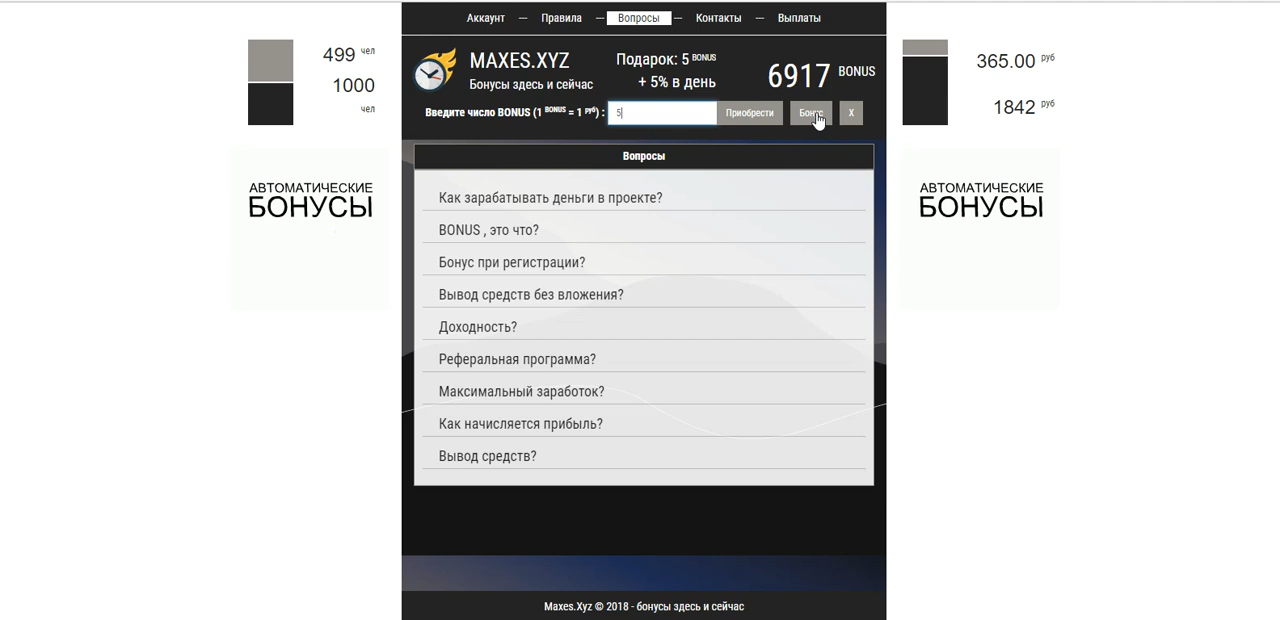 Аккаунт — Правила — Вопросы — Контакты — Выплаты
499 чел
1000
чел
MAXES.XYZ
Бонусы здесь и сейчас
Подарок: 5 BONUS
+ 5% в день
6917 BONUS
365.00 руб
1842 руб
Введите число BONUS (1 BONUS = 1 руб) : 5 Приобрести Бонус X
АВТОМАТИЧЕСКИЕ
БОНУСЫ
Вопросы
Как зарабатывать деньги в проекте?
BONUS , это что?
Бонус при регистрации?
Вывод средств без вложения?
Доходность?
Реферальная программа?
Максимальный заработок?
Как начисляется прибыль?
Вывод средств?
АВТОМАТИЧЕСКИЕ
БОНУСЫ
Maxes.Xyz © 2018 - бонусы здесь и сейчас